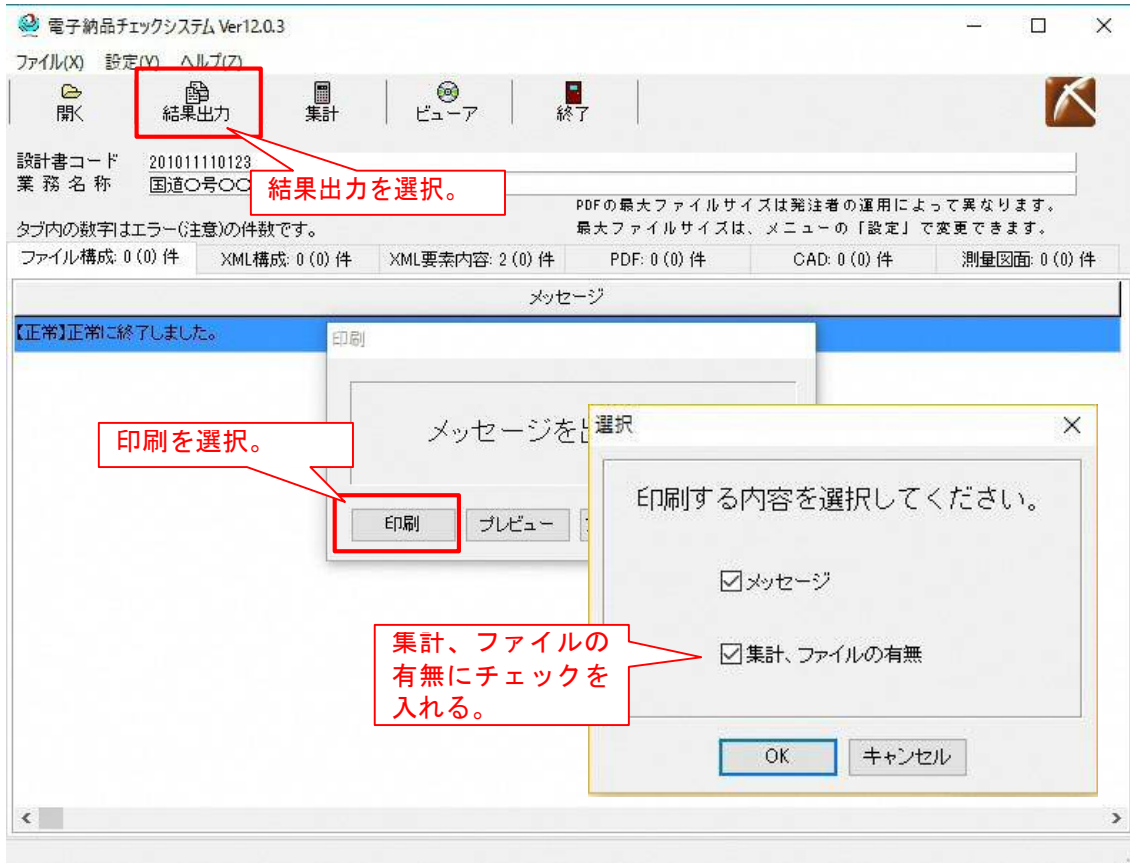 電子納品チェックシステム Ver12.0.3
ファイル(X) 設定(Y) ヘルプ(Z)
開く 結果出力 集計 ビューア 終了
設計書コード 201011110123
業務名称 国道〇号〇〇
結果出力を選択。
PDFの最大ファイルサイズは発注者の運用によって異なります。
最大ファイルサイズは、メニューの「設定」で変更できます。
タブ内の数字はエラー(注意)の件数です。
ファイル構成: 0 (0) 件 XML構成: 0 (0) 件 XML要素内容: 2 (0) 件 PDF: 0 (0) 件 CAD: 0 (0) 件 測量図面: 0 (0) 件
メッセージ
【正常】正常に終了しました。
印刷
メッセージを
印刷を選択。
印刷 プレビュー
選択
印刷する内容を選択してください。
メッセージ
集計、ファイルの有無
集計、ファイルの
有無にチェックを
入れる。
OK キャンセル